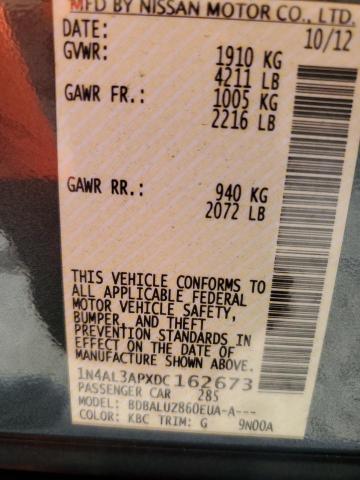 MFD BY NISSAN MOTOR CO., LTD.
DATE: 10/12
GVWR: 1910 KG
4211 LB
GAWR FR.: 1005 KG
2216 LB
GAWR RR.: 940 KG
2072 LB
THIS VEHICLE CONFORMS TO
ALL APPLICABLE FEDERAL
MOTOR VEHICLE SAFETY,
BUMPER, AND THEFT
PREVENTION STANDARDS IN
EFFECT ON THE DATE OF
MANUFACTURE SHOWN ABOVE.
1N4AL3APXDC162673
PASSENGER CAR 285
MODEL: BDBALUZ860EUA-A---
COLOR: KBC TRIM: G 9N00A